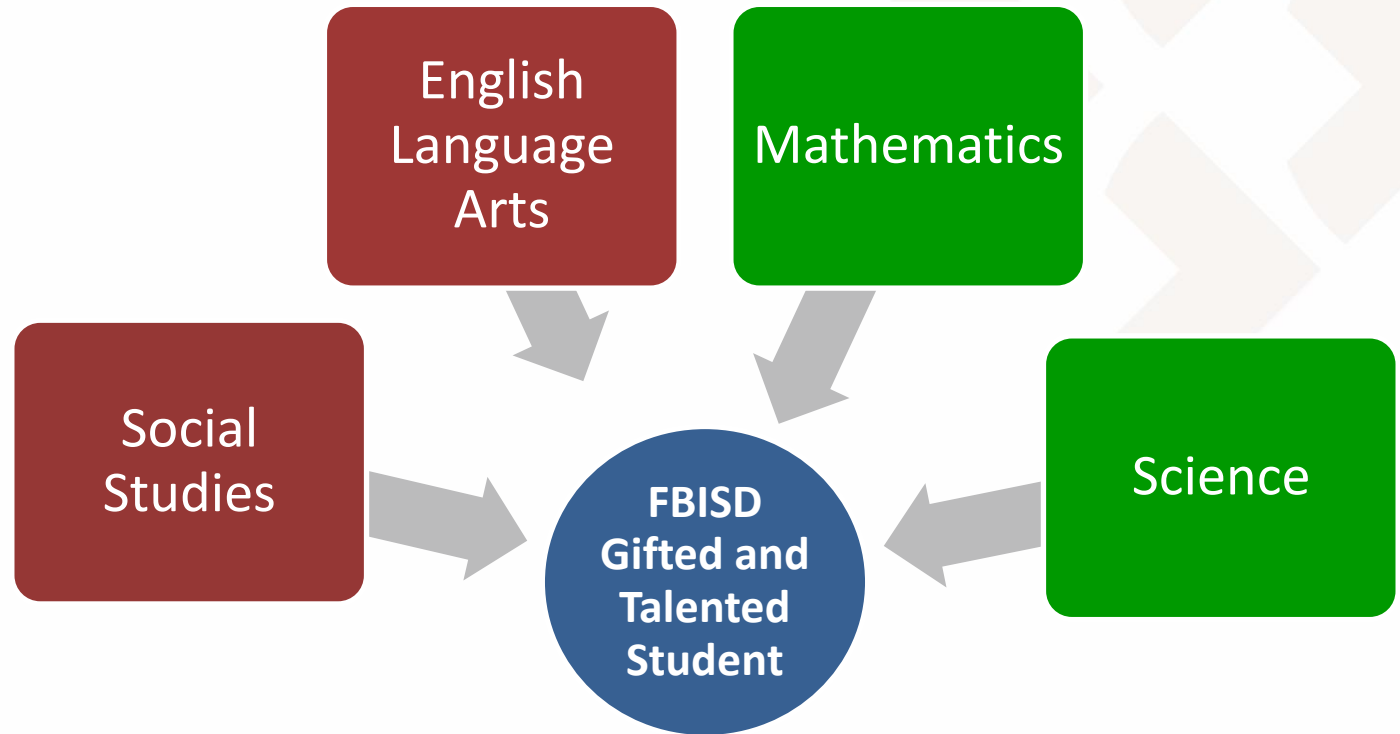 English
Language
Arts
Mathematics
Social
Studies
Science
FBISD
Gifted and
Talented
Student